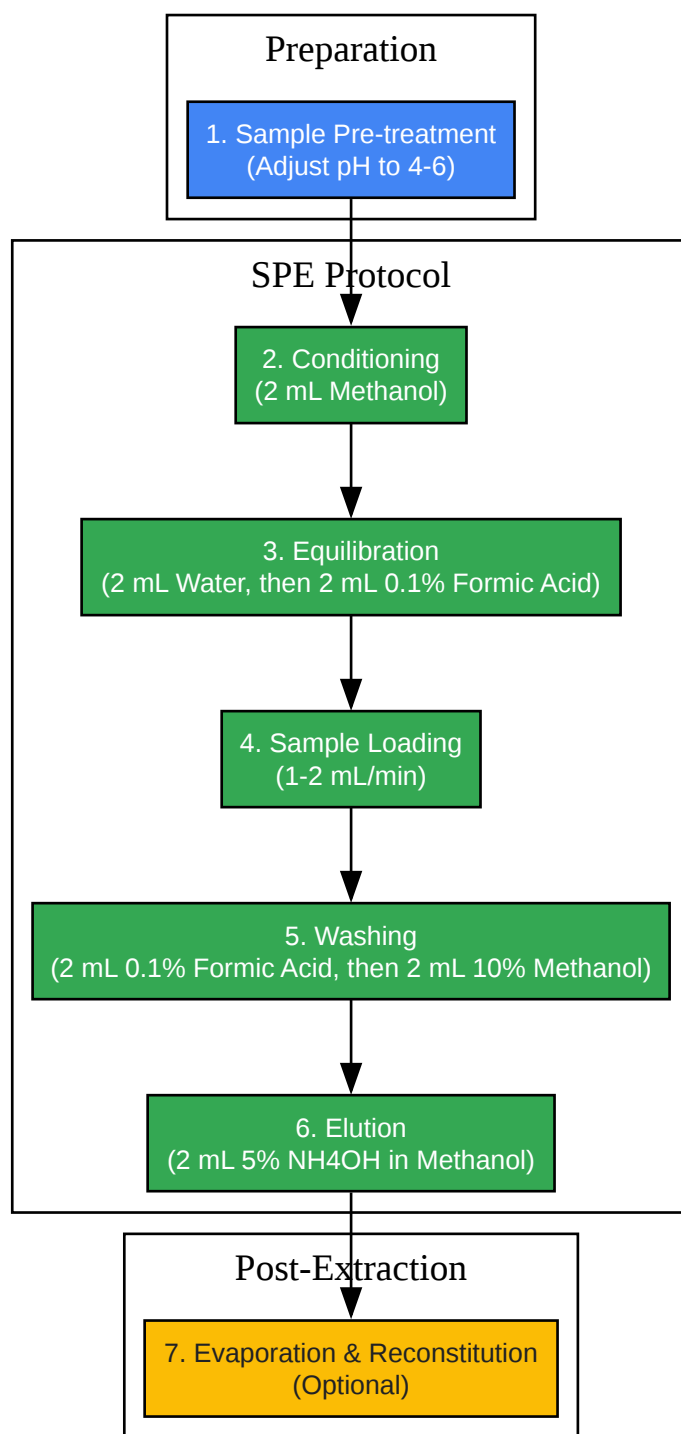 Preparation
1. Sample Pre-treatment
(Adjust pH to 4-6)
SPE Protocol
2. Conditioning
(2 mL Methanol)
3. Equilibration
(2 mL Water, then 2 mL 0.1% Formic Acid)
4. Sample Loading
(1-2 mL/min)
5. Washing
(2 mL 0.1% Formic Acid, then 2 mL 10% Methanol)
6. Elution
(2 mL 5% NH4OH in Methanol)
Post-Extraction
7. Evaporation & Reconstitution
(Optional)